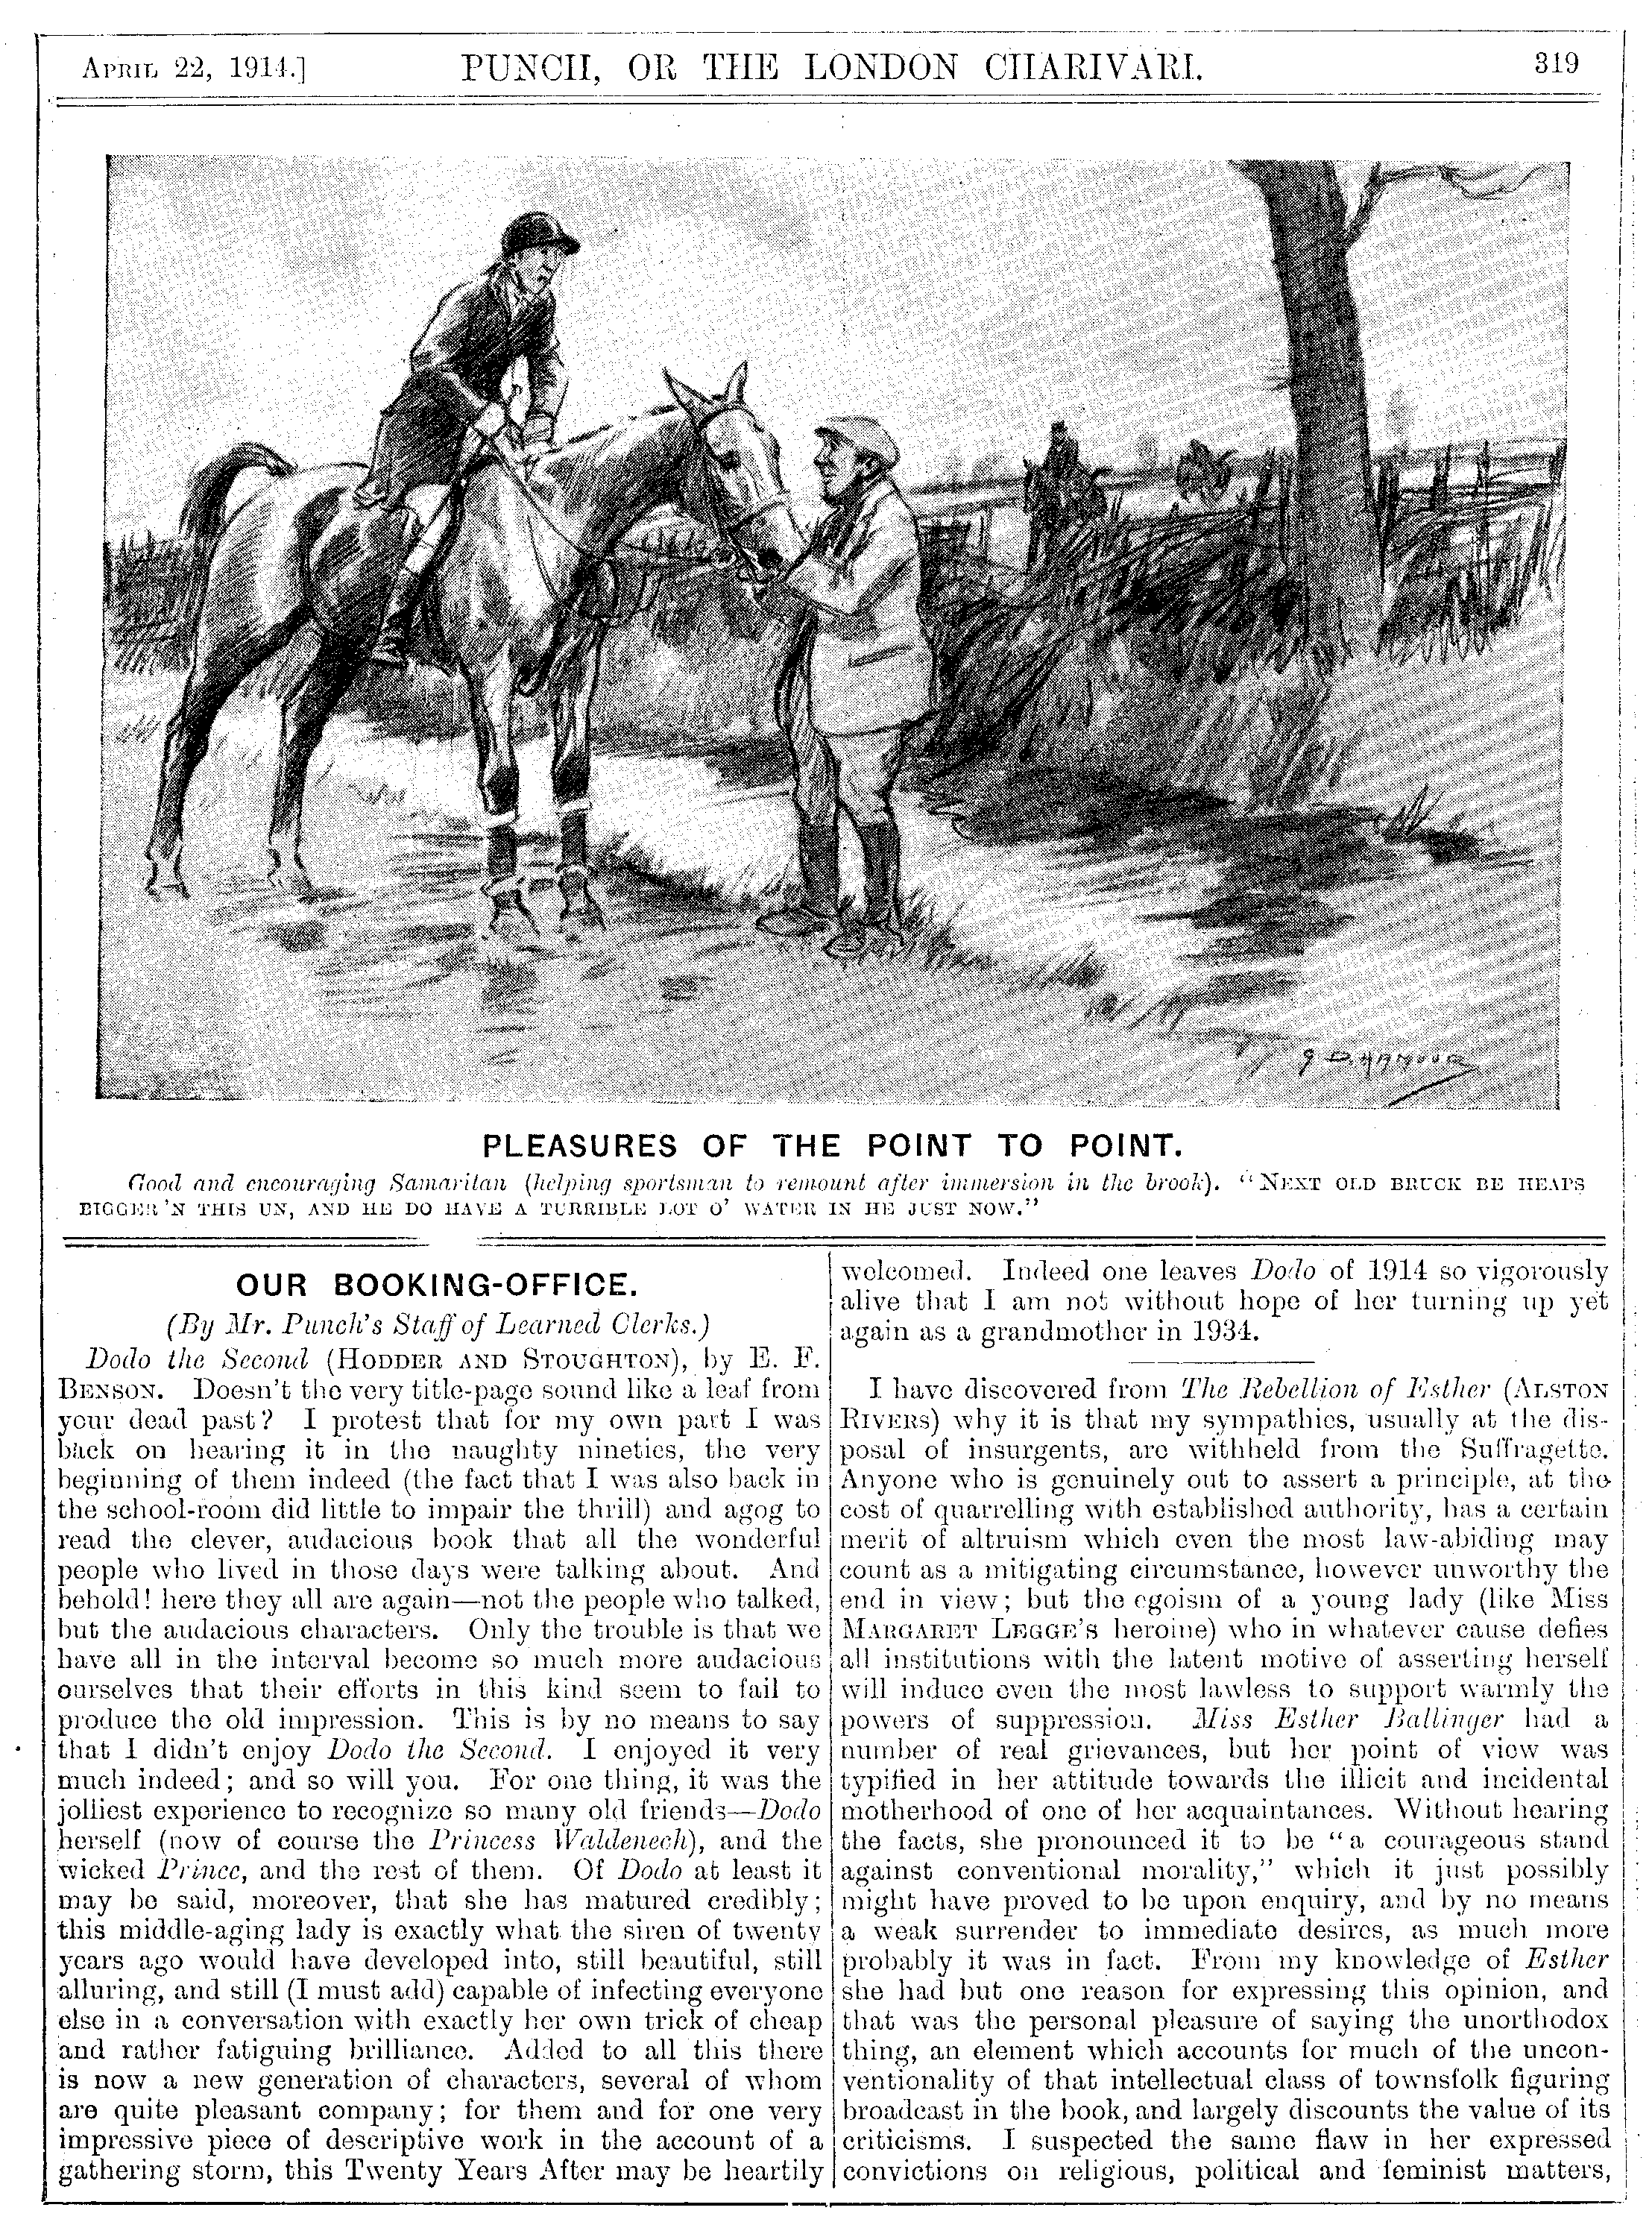 APRIL 22, 1914.] PUNCH, OR THE LONDON CHARIVARI. 319
G. D. ARMOUR
PLEASURES OF THE POINT TO POINT.
Good and encouraging Samaritan (helping sportsman to remount after immersion in the brook). "NEXT OLD BRUCK BE HEAPS
BIGGER 'N THIS UN, AND HE DO HAVE A TURRIBLE LOT O' WATER IN HE JUST NOW."
OUR BOOKING-OFFICE.
(By Mr. Punch's Staff of Learned Clerks.)
Dodo the Second (HODDER AND STOUGHTON), by E. F.
BENSON. Doesn't the very title-page sound like a leaf from
your dead past? I protest that for my own part I was
back on hearing it in the naughty nineties, the very
beginning of them indeed (the fact that I was also back in
the school-room did little to impair the thrill) and agog to
read the clever, audacious book that all the wonderful
people who lived in those days were talking about. And
behold! here they all are again—not the people who talked,
but the audacious characters. Only the trouble is that we
have all in the interval become so much more audacious
ourselves that their efforts in this kind seem to fail to
produce the old impression. This is by no means to say
that I didn't enjoy Dodo the Second. I enjoyed it very
much indeed; and so will you. For one thing, it was the
jolliest experience to recognize so many old friends—Dodo
herself (now of course the Princess Waldenech), and the
wicked Prince, and the rest of them. Of Dodo at least it
may be said, moreover, that she has matured credibly;
this middle-aging lady is exactly what the siren of twenty
years ago would have developed into, still beautiful, still
alluring, and still (I must add) capable of infecting everyone
else in a conversation with exactly her own trick of cheap
and rather fatiguing brilliance. Added to all this there
is now a new generation of characters, several of whom
are quite pleasant company; for them and for one very
impressive piece of descriptive work in the account of a
gathering storm, this Twenty Years After may be heartily
welcomed. Indeed one leaves Dodo of 1914 so vigorously
alive that I am not without hope of her turning up yet
again as a grandmother in 1934.
I have discovered from The Rebellion of Esther (ALSTON
RIVERS) why it is that my sympathies, usually at the dis-
posal of insurgents, are withheld from the Suffragette.
Anyone who is genuinely out to assert a principle, at the
cost of quarrelling with established authority, has a certain
merit of altruism which even the most law-abiding may
count as a mitigating circumstance, however unworthy the
end in view; but the egoism of a young lady (like Miss
MARGARET LEGGE'S heroine) who in whatever cause defies
all institutions with the latent motive of asserting herself
will induce even the most lawless to support warmly the
powers of suppression. Miss Esther Ballinger had a
number of real grievances, but her point of view was
typified in her attitude towards the illicit and incidental
motherhood of one of her acquaintances. Without hearing
the facts, she pronounced it to be "a courageous stand
against conventional morality," which it just possibly
might have proved to be upon enquiry, and by no means
a weak surrender to immediate desires, as much more
probably it was in fact. From my knowledge of Esther
she had but one reason for expressing this opinion, and
that was the personal pleasure of saying the unorthodox
thing, an element which accounts for much of the uncon-
ventionality of that intellectual class of townsfolk figuring
broadcast in the book, and largely discounts the value of its
criticisms. I suspected the same flaw in her expressed
convictions on religious, political and feminist matters,